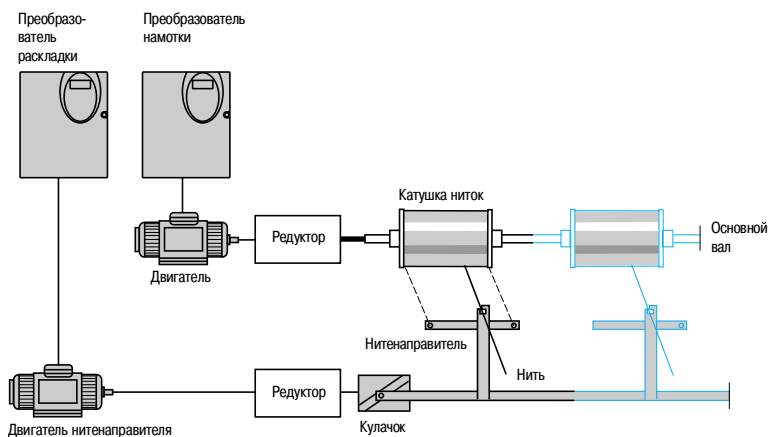 Преобразо-
ватель
раскладки
Преобразователь
намотки
Катушка ниток
Редуктор
Основной
вал
Двигатель
Нитенаправитель
Нить
Редуктор
Двигатель нитенаправителя
Кулачок